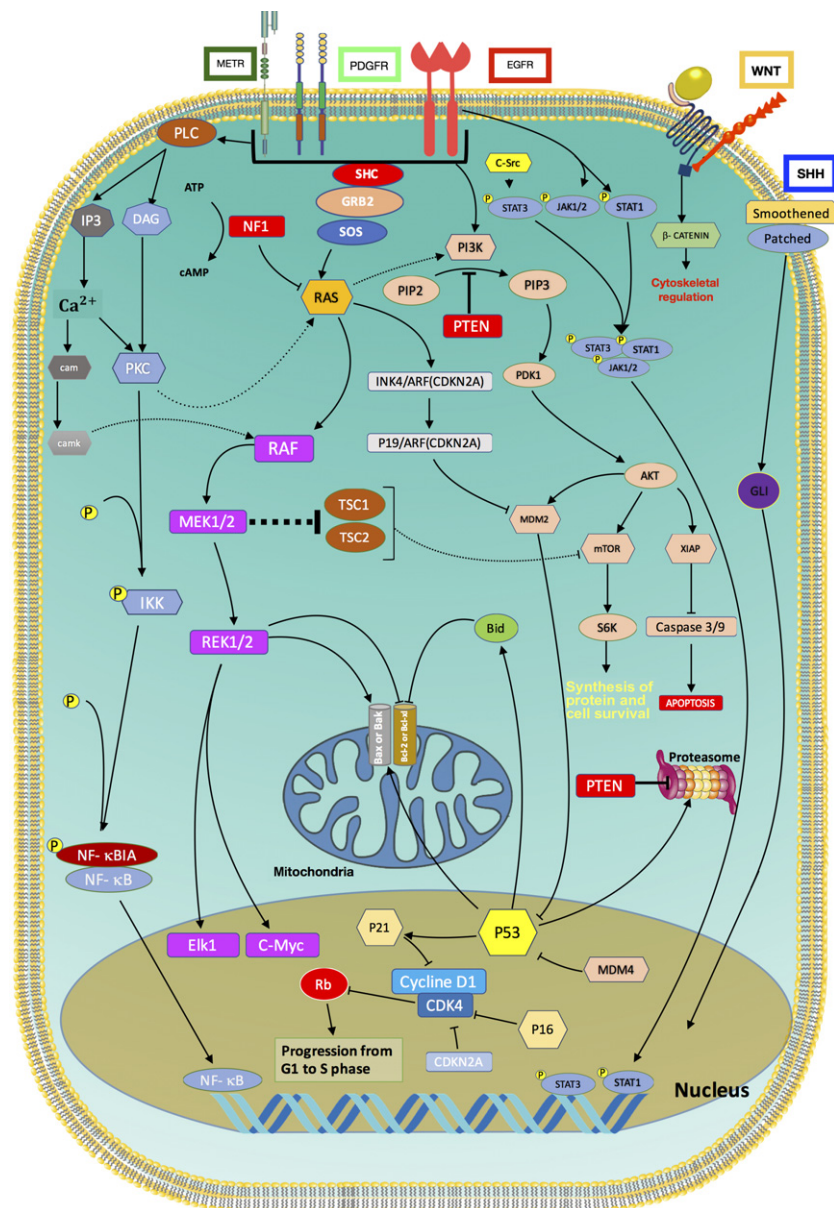 METR
PDGFR
EGFR
WNT
SHH
PLC
SHC
GRB2
SOS
C-Src
P
STAT3
P
JAK1/2
P
STAT1
Smoothened
Patched
IP3
DAG
ATP
cAMP
NF1
PI3K
β- CATENIN
Cytoskeletal
regulation
Ca²⁺
RAS
PIP2
PIP3
PTEN
P
STAT3
P
STAT1
P
JAK1/2
cam
PKC
INK4/ARF(CDKN2A)
PDK1
camk
RAF
P19/ARF(CDKN2A)
AKT
GLI
P
MEK1/2
TSC1
TSC2
MDM2
mTOR
XIAP
P
IKK
REK1/2
Bid
S6K
Caspase 3/9
Synthesis of
protein and
cell survival
APOPTOSIS
P
Bax or Bak
Bcl-2 or Bcl-xl
Proteasome
PTEN
P
NF- κBIA
NF- κB
Mitochondria
P21
P53
Elk1
C-Myc
MDM4
Cycline D1
CDK4
Rb
P16
Progression from
G1 to S phase
CDKN2A
NF- κB
P
STAT3
P
STAT1
Nucleus